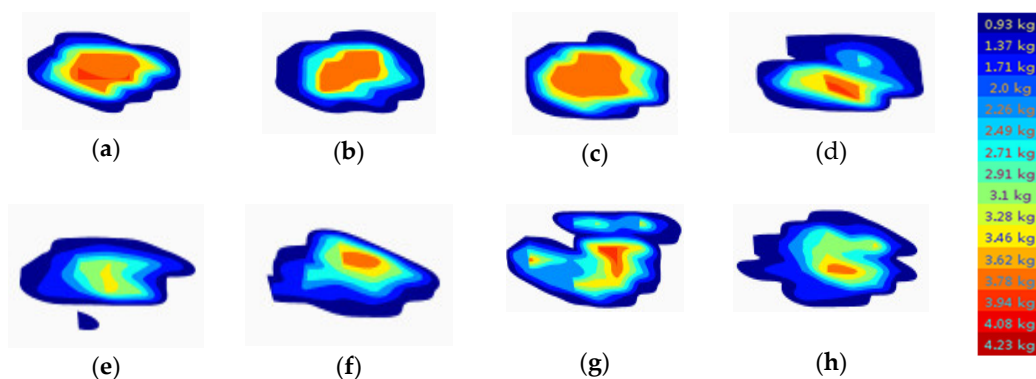 (a) (b) (c) (d)
(e) (f) (g) (h)
0.93 kg
1.37
1.71
2.0 kg
2.26 kg
2.49 kg
2.71 kg
2.91 kg
3.1 kg
3.28 kg
3.46 kg
3.62 kg
3.78 kg
3.94 kg
4.08 kg
4.23 kg